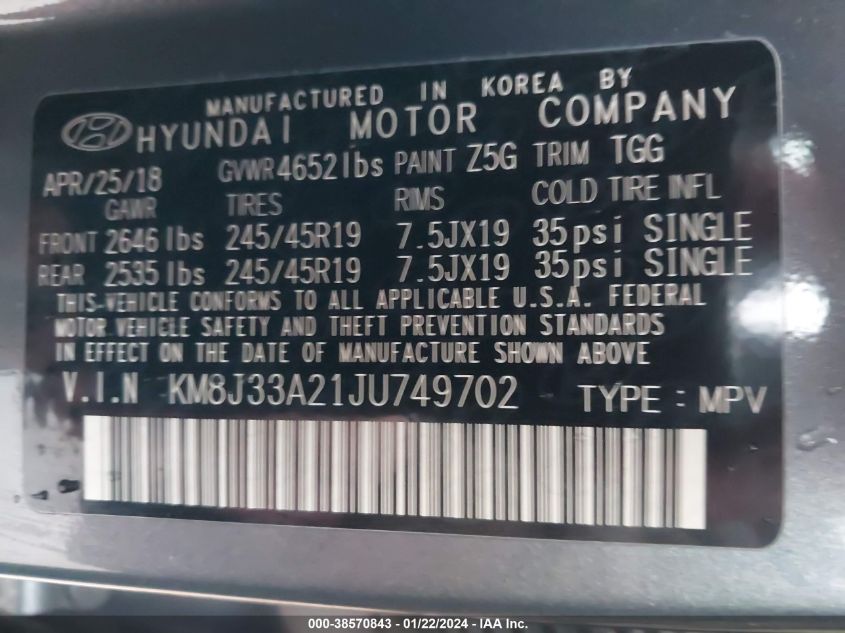 MANUFACTURED IN KOREA BY
HYUNDAI MOTOR COMPANY
APR/25/18 GVWR 4652 lbs PAINT Z5G TRIM TGG
GAWR TIRES RIMS COLD TIRE INFL
FRONT 2646 lbs 245/45R19 7.5JX19 35psi SINGLE
REAR 2535 lbs 245/45R19 7.5JX19 35psi SINGLE
THIS-VEHICLE CONFORMS TO ALL APPLICABLE U.S.A. FEDERAL
MOTOR VEHICLE SAFETY AND THEFT PREVENTION STANDARDS
IN EFFECT ON THE DATE OF MANUFACTURE SHOWN ABOVE
V.I.N KM8J33A21JU749702 TYPE : MPV
000-38570843 - 01/22/2024 - IAA Inc.